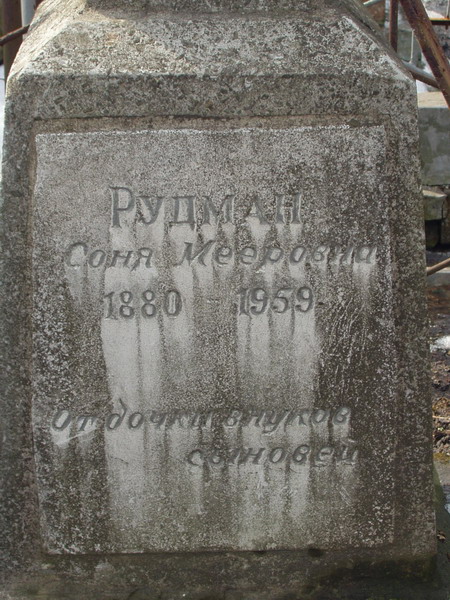 Рудман
Соня Мееровна
1880 1959
От дочки внуков
сыновей